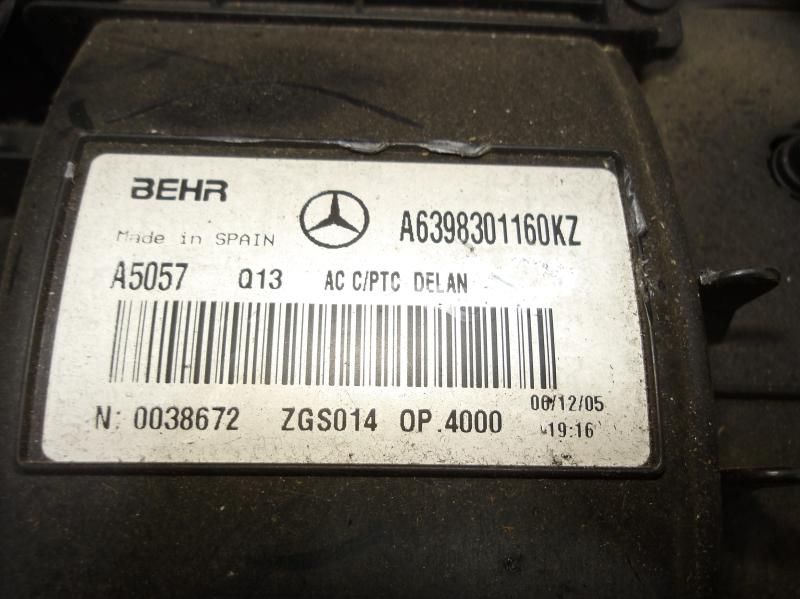 BEHR
A6398301160KZ
Made in SPAIN
A5057 Q13 AC C/PTC DELAN
06/12/05
N: 0038672 ZGS014 OP.4000
19:16